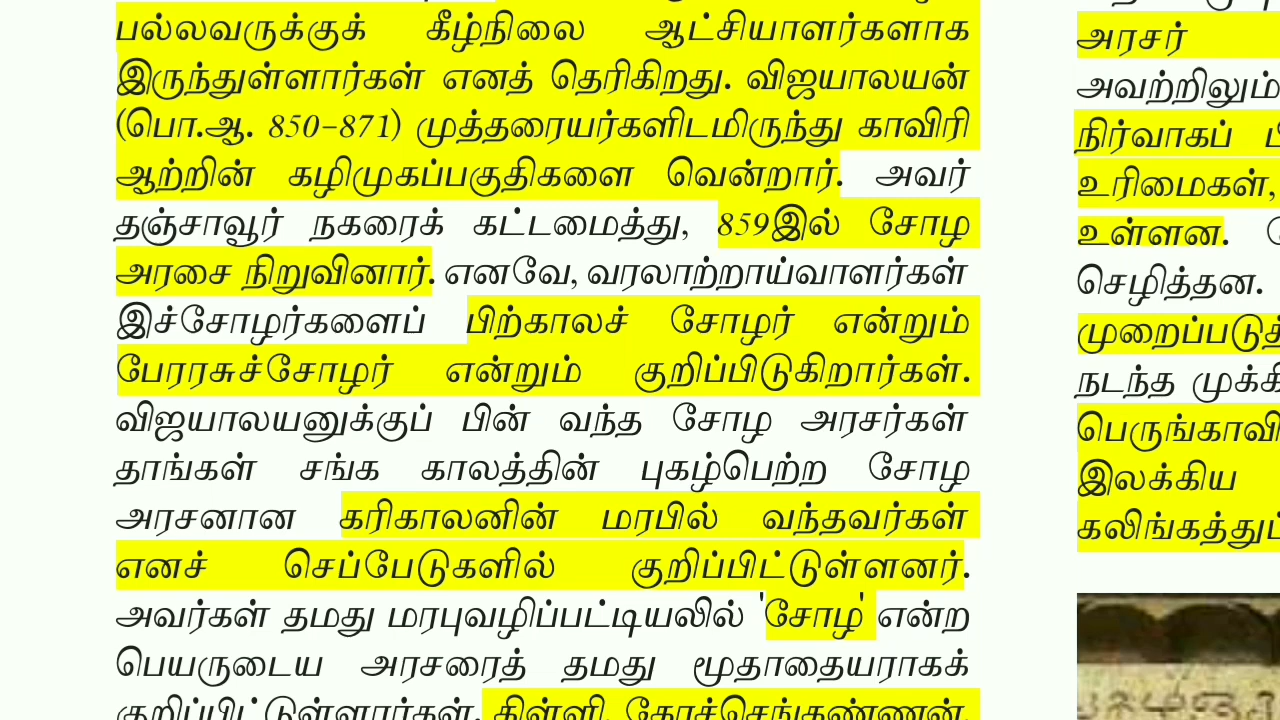 பல்லவருக்குக் கீழ்நிலை ஆட்சியாளர்களாக
இருந்துள்ளார்கள் எனத் தெரிகிறது. விஜயாலயன்
(பொ.ஆ. 850-871) முத்தரையர்களிடமிருந்து காவிரி
ஆற்றின் கழிமுகப்பகுதிகளை வென்றார். அவர்
தஞ்சாவூர் நகரைக் கட்டமைத்து, 859இல் சோழ
அரசை நிறுவினார். எனவே, வரலாற்றாய்வாளர்கள்
இச்சோழர்களைப் பிற்காலச் சோழர் என்றும்
பேரரசுச்சோழர் என்றும் குறிப்பிடுகிறார்கள்.
விஜயாலயனுக்குப் பின் வந்த சோழ அரசர்கள்
தாங்கள் சங்க காலத்தின் புகழ்பெற்ற சோழ
அரசனான கரிகாலனின் மரபில் வந்தவர்கள்
எனச் செப்பேடுகளில் குறிப்பிட்டுள்ளனர்.
அவர்கள் தமது மரபுவழிப்பட்டியலில் 'சோழ' என்ற
பெயருடைய அரசரைத் தமது மூதாதையராகக்
குறிப்பிட்டுள்ளார்கள். கிள்ளி, கோச்செங்கண்ணன்,
அரசர்
அவற்றிலும்
நிர்வாகப்
உரிமைகள்,
உள்ளன.
செழித்தன.
நடந்த
இலக்கிய